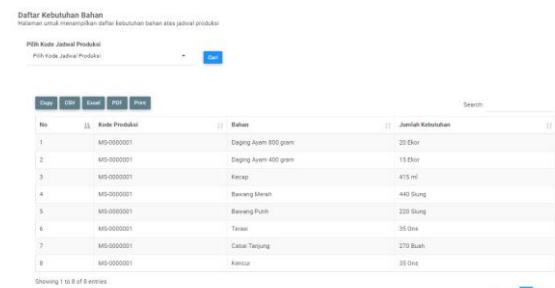 Daftar Kebutuhan Bahan
Halaman untuk menampilkan daftar kebutuhan bahan atas jadwal produksi
Pilih Kode Jadwal Produksi
Pilih Kode Jadwal Produksi
Cari
Copy CSV Excel PDF Print
Search:
No Kode Produksi Bahan Jumlah Kebutuhan
1 MS-0000001 Daging Ayam 800 gram 20 Ekor
2 MS-0000001 Daging Ayam 400 gram 15 Ekor
3 MS-0000001 Kecap 415 ml
4 MS-0000001 Bawang Merah 440 Siung
5 MS-0000001 Bawang Putih 220 Siung
6 MS-0000001 Terasi 35 Ons
7 MS-0000001 Cabai Tanjung 270 Buah
8 MS-0000001 Kencur 35 Ons
Showing 1 to 8 of 8 entries